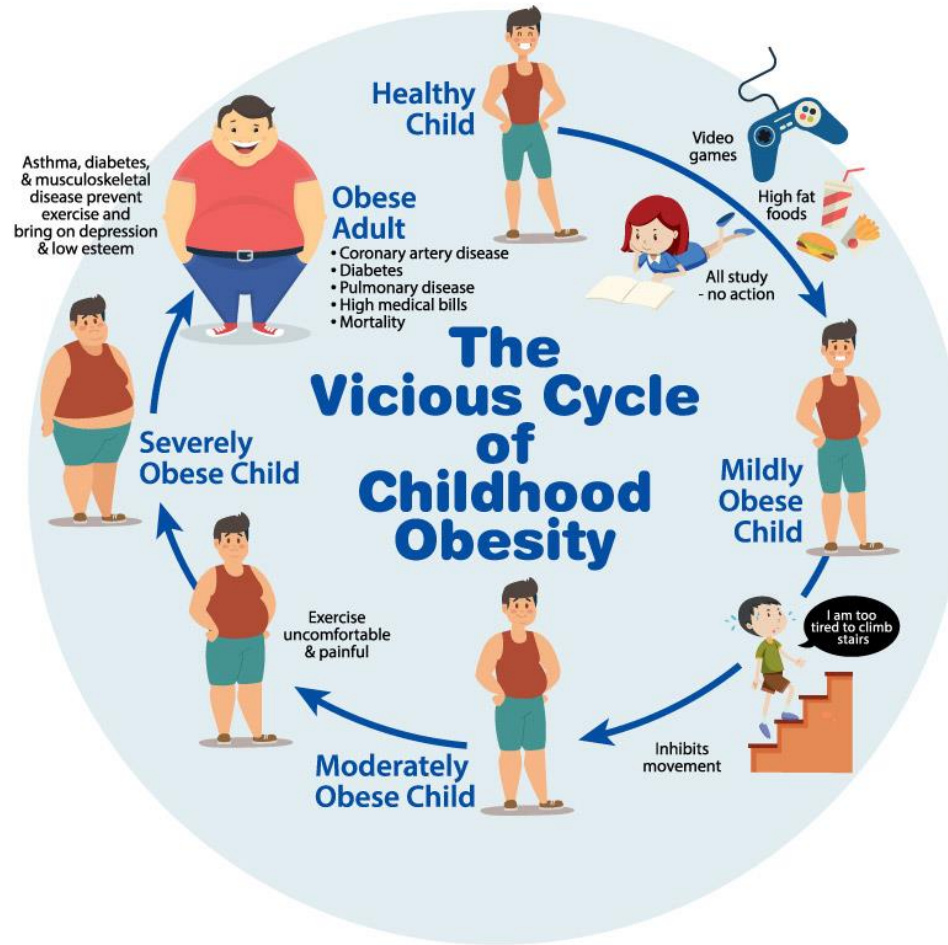 The
Vicious Cycle
of
Childhood
Obesity
Healthy
Child
Video
games
High fat
foods
All study
- no action
Mildly
Obese
Child
I am too
tired to climb
stairs
Inhibits
movement
Moderately
Obese Child
Exercise
uncomfortable
& painful
Severely
Obese Child
Asthma, diabetes,
& musculoskeletal
disease prevent
exercise and
bring on depression
& low esteem
Obese
Adult
• Coronary artery disease
• Diabetes
• Pulmonary disease
• High medical bills
• Mortality